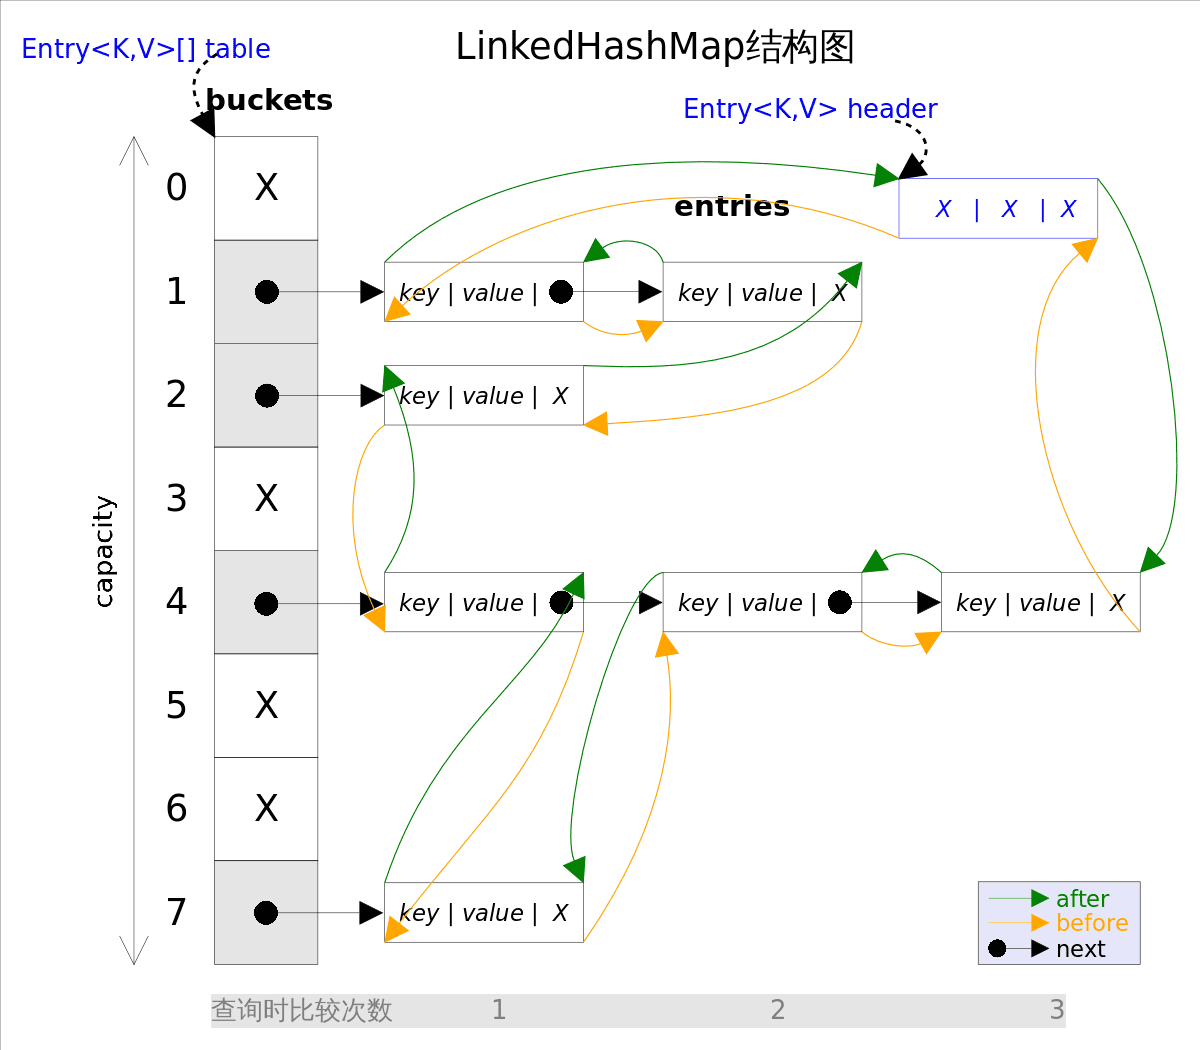 LinkedHashMap结构图
Entry<K,V>[] table
buckets
Entry<K,V> header
entries
X | X | X
0 X
1 key | value | key | value | X
2 key | value | X
3 X
capacity
4 key | value | key | value | key | value | X
5 X
6 X
7 key | value | X
after
before
next
查询时比较次数 1 2 3